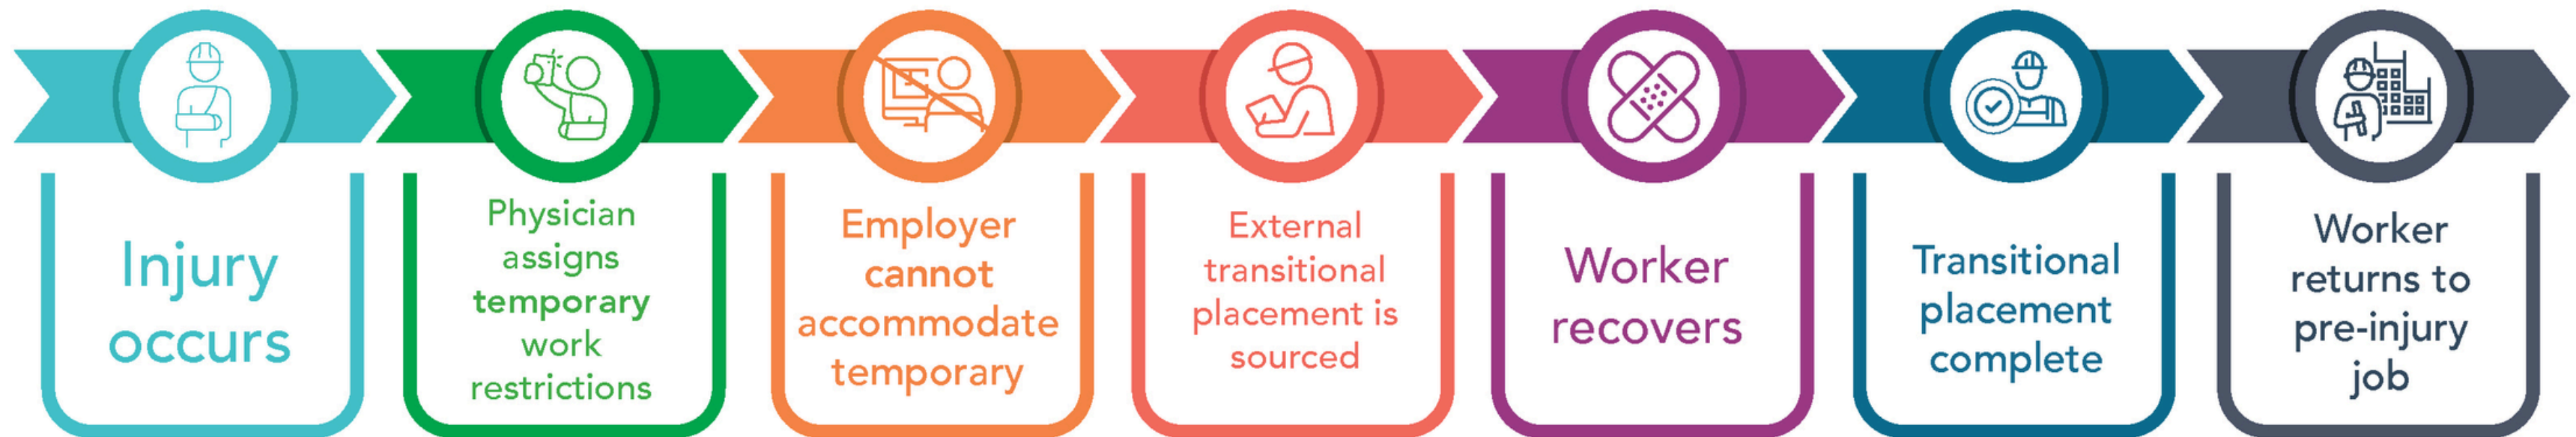 Injury
occurs
Physician
assigns
temporary
work
restrictions
Employer
cannot
accommodate
temporary
External
transitional
placement is
sourced
Worker
recovers
Transitional
placement
complete
Worker
returns to
pre-injury
job